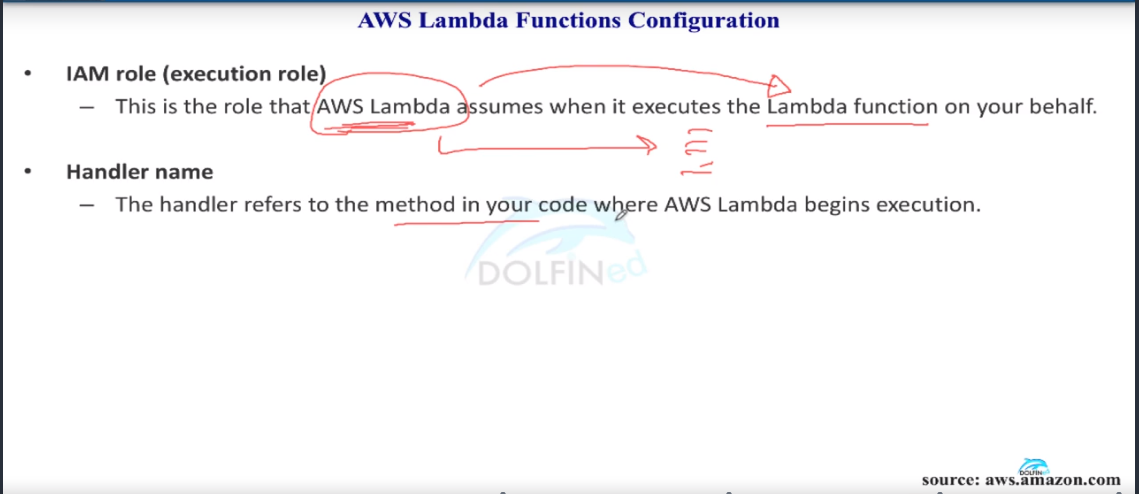 AWS Lambda Functions Configuration
• IAM role (execution role)
– This is the role that AWS Lambda assumes when it executes the Lambda function on your behalf.
• Handler name
– The handler refers to the method in your code where AWS Lambda begins execution.
DOLFINed
DOLFIN
source: aws.amazon.com